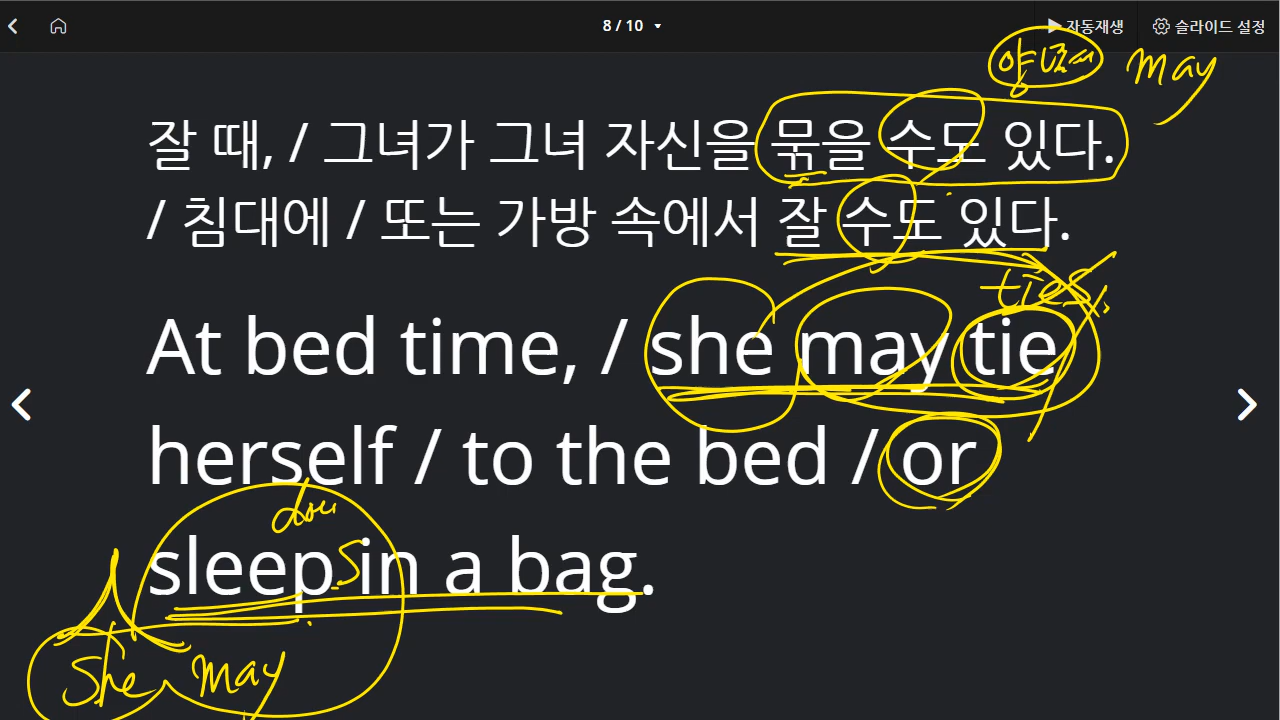 8 / 10
자동재생
슬라이드 설정
may
잘 때, / 그녀가 그녀 자신을 묶을 수도 있다.
/ 침대에 / 또는 가방 속에서 잘 수도 있다.
ties
At bed time, / she may tie
herself / to the bed / or
sleep in a bag.
s
She may